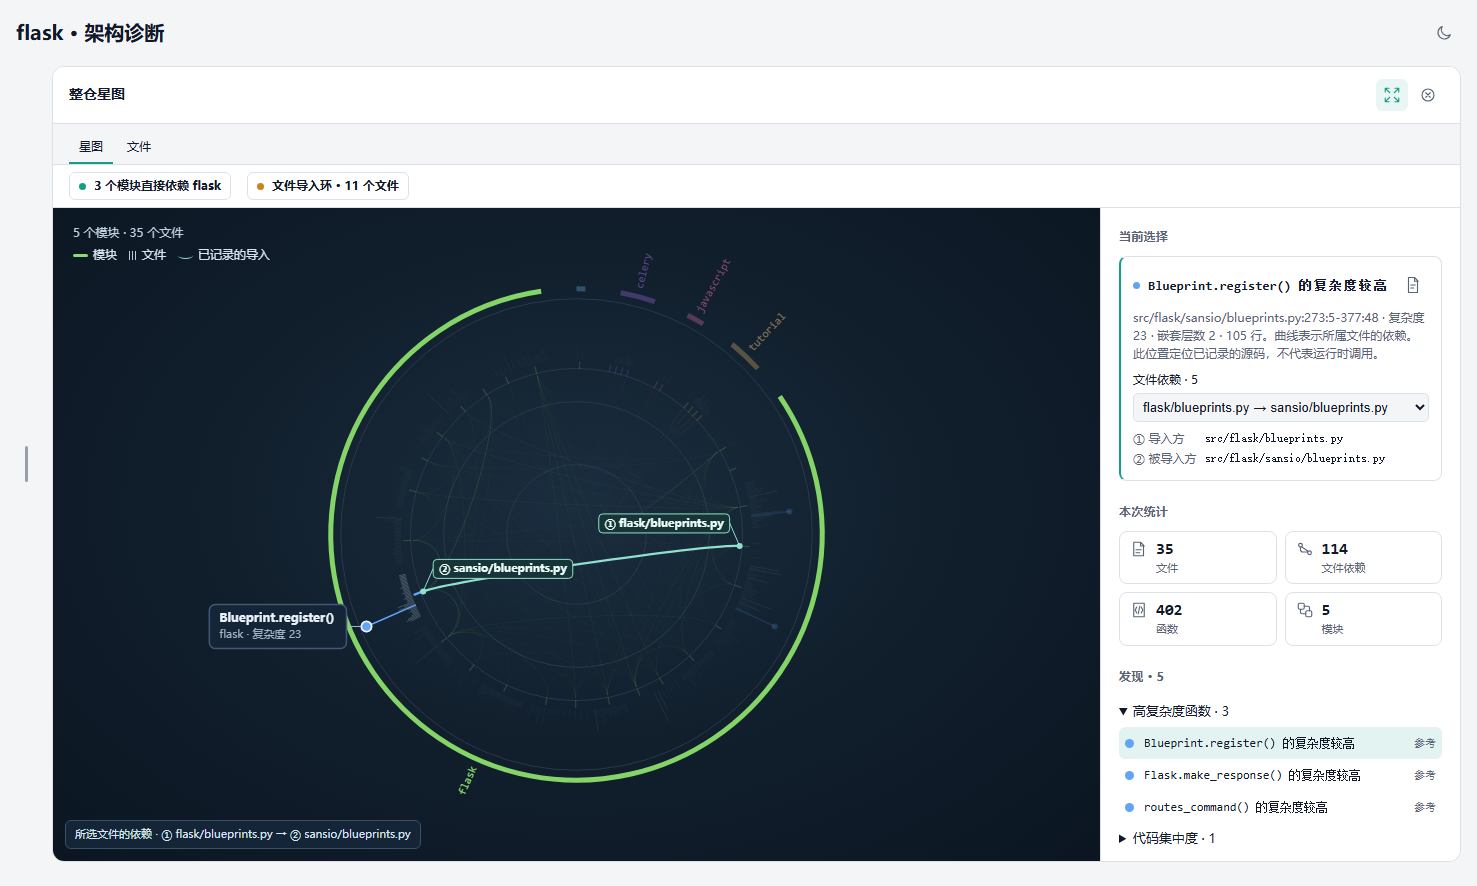 flask • 架构诊断
整仓星图
星图 文件
3 个模块直接依赖 flask 文件导入环 • 11 个文件
5 个模块 · 35 个文件
模块 文件 已记录的导入
celery
javascript
tutorial
① flask/blueprints.py
② sansio/blueprints.py
Blueprint.register()
flask · 复杂度 23
flask
所选文件的依赖 · ① flask/blueprints.py → ② sansio/blueprints.py
当前选择
Blueprint.register() 的复杂度较高
src/flask/sansio/blueprints.py:273:5-377:48 · 复杂度
23 · 嵌套层数 2 · 105 行。曲线表示所属文件的依赖。
此位置定位已记录的源码，不代表运行时调用。
文件依赖 · 5
flask/blueprints.py → sansio/blueprints.py
① 导入方 src/flask/blueprints.py
② 被导入方 src/flask/sansio/blueprints.py
本次统计
35 114
文件 文件依赖
402 5
函数 模块
发现 • 5
▼ 高复杂度函数 · 3
Blueprint.register() 的复杂度较高 参考
Flask.make_response() 的复杂度较高 参考
routes_command() 的复杂度较高 参考
▶ 代码集中度 · 1